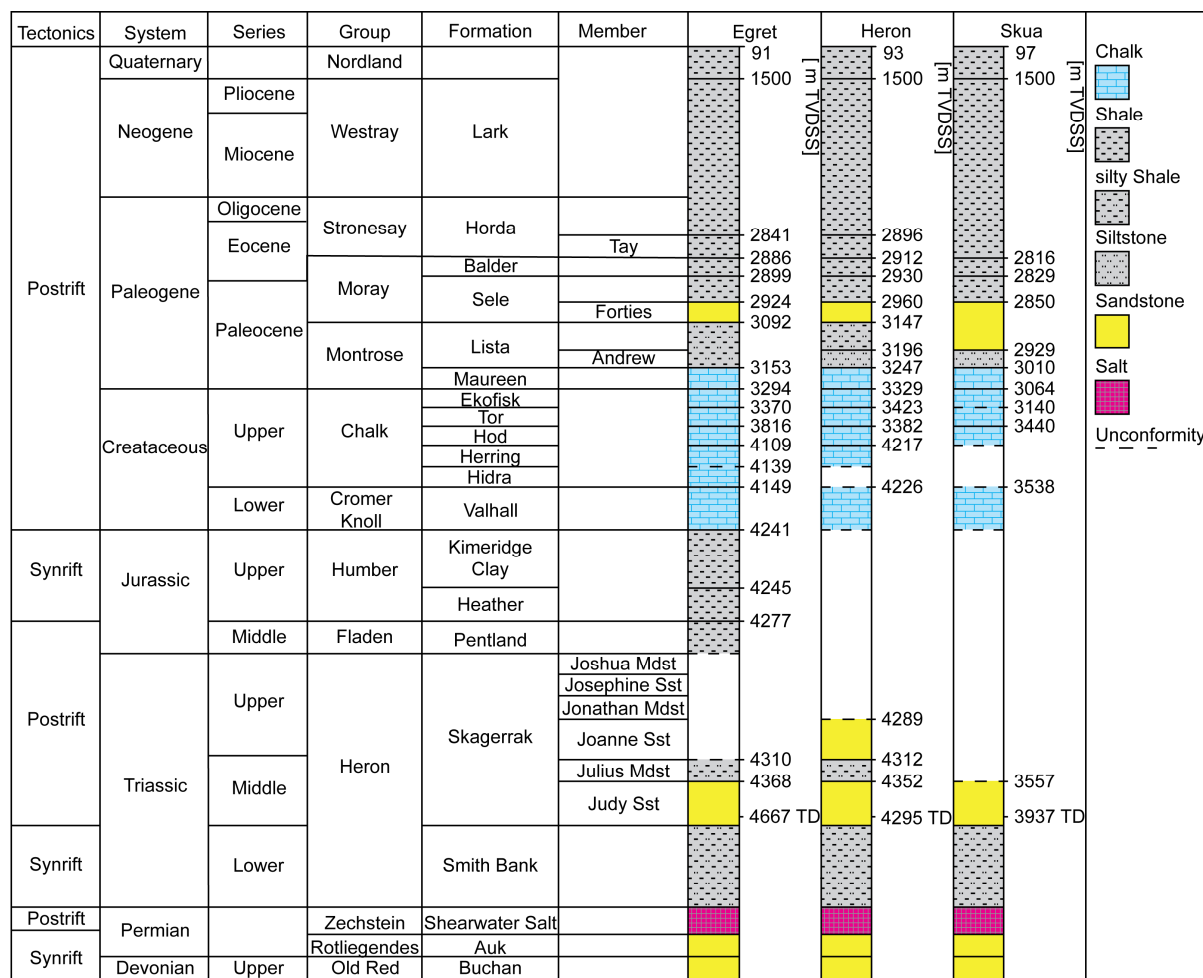 Tectonics System Series Group Formation Member Egret Heron Skua
Quaternary Nordland 91 93 97
[m TVDSS] [m TVDSS] [m TVDSS]
1500 1500 1500
Pliocene
Neogene Westray Lark
Miocene
Oligocene
Stronesay Horda
2841 2896
Eocene Tay
2886 2912 2816
Balder
2899 2930 2829
Postrift Paleogene Moray Sele
2924 2960 2850
Forties
Paleocene
3092 3147
Montrose Lista
3196 2929
Andrew
3153 3247 3010
Maureen
3294 3329 3064
Ekofisk
3370 3423 3140
Tor
3816 3382 3440
Creataceous Upper Chalk Hod
4109 4217
Herring
4139
Hidra
4149 4226 3538
Lower Cromer
Knoll Valhall
4241
Synrift Jurassic Upper Humber Kimeridge
Clay
4245
Heather
4277
Middle Fladen Pentland
Joshua Mdst
Josephine Sst
Upper Jonathan Mdst
4289
Postrift Skagerrak Joanne Sst
4310 4312
Heron Julius Mdst
4368 4352 3557
Triassic Middle Judy Sst
4667 TD 4295 TD 3937 TD
Synrift Lower Smith Bank
Postrift Permian Zechstein Shearwater Salt
Rotliegendes Auk
Synrift
Devonian Upper Old Red Buchan
Chalk
Shale
silty Shale
Siltstone
Sandstone
Salt
Unconformity